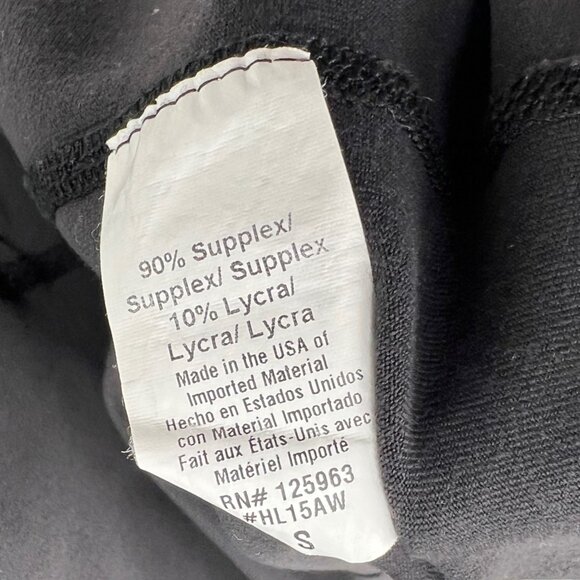 90% Supplex/
Supplex/ Supplex
10% Lycra/
Lycra/ Lycra
Made in the USA of
Imported Material
Hecho en Estados Unidos
con Material Importado
Fait aux États-Unis avec
Matériel Importé
RN# 125963
#HL15AW
S